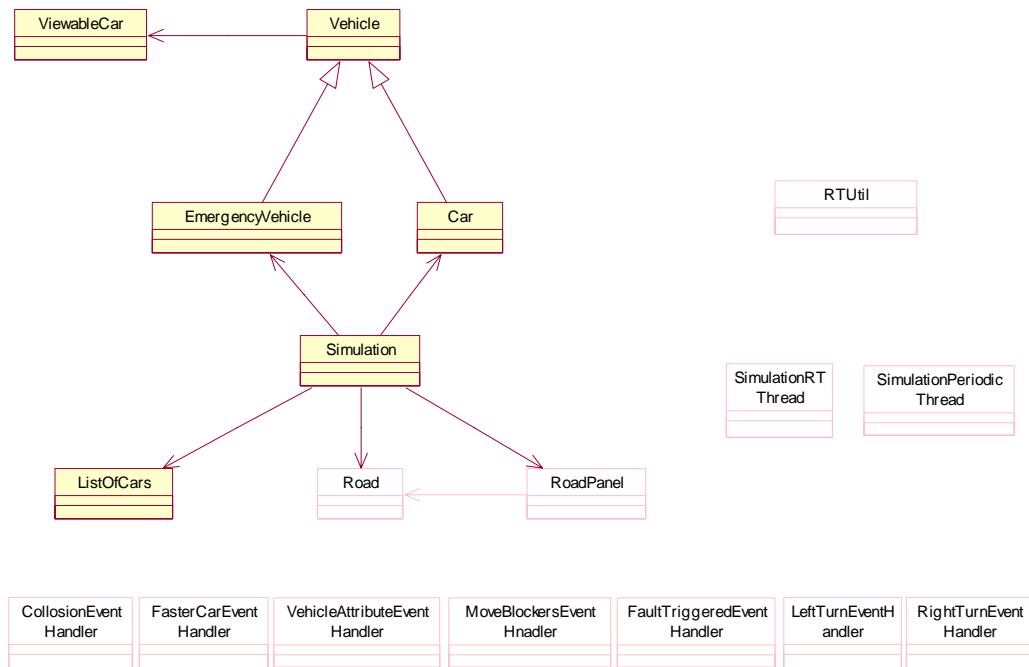 ViewableCar
Vehicle
EmergencyVehicle
Car
RTUtil
Simulation
SimulationRT
Thread
SimulationPeriodic
Thread
ListOfCars
Road
RoadPanel
CollosionEvent
Handler
FasterCarEvent
Handler
VehicleAttributeEvent
Handler
MoveBlockersEvent
Hnadler
FaultTriggeredEvent
Handler
LeftTurnEventH
andler
RightTurnEvent
Handler